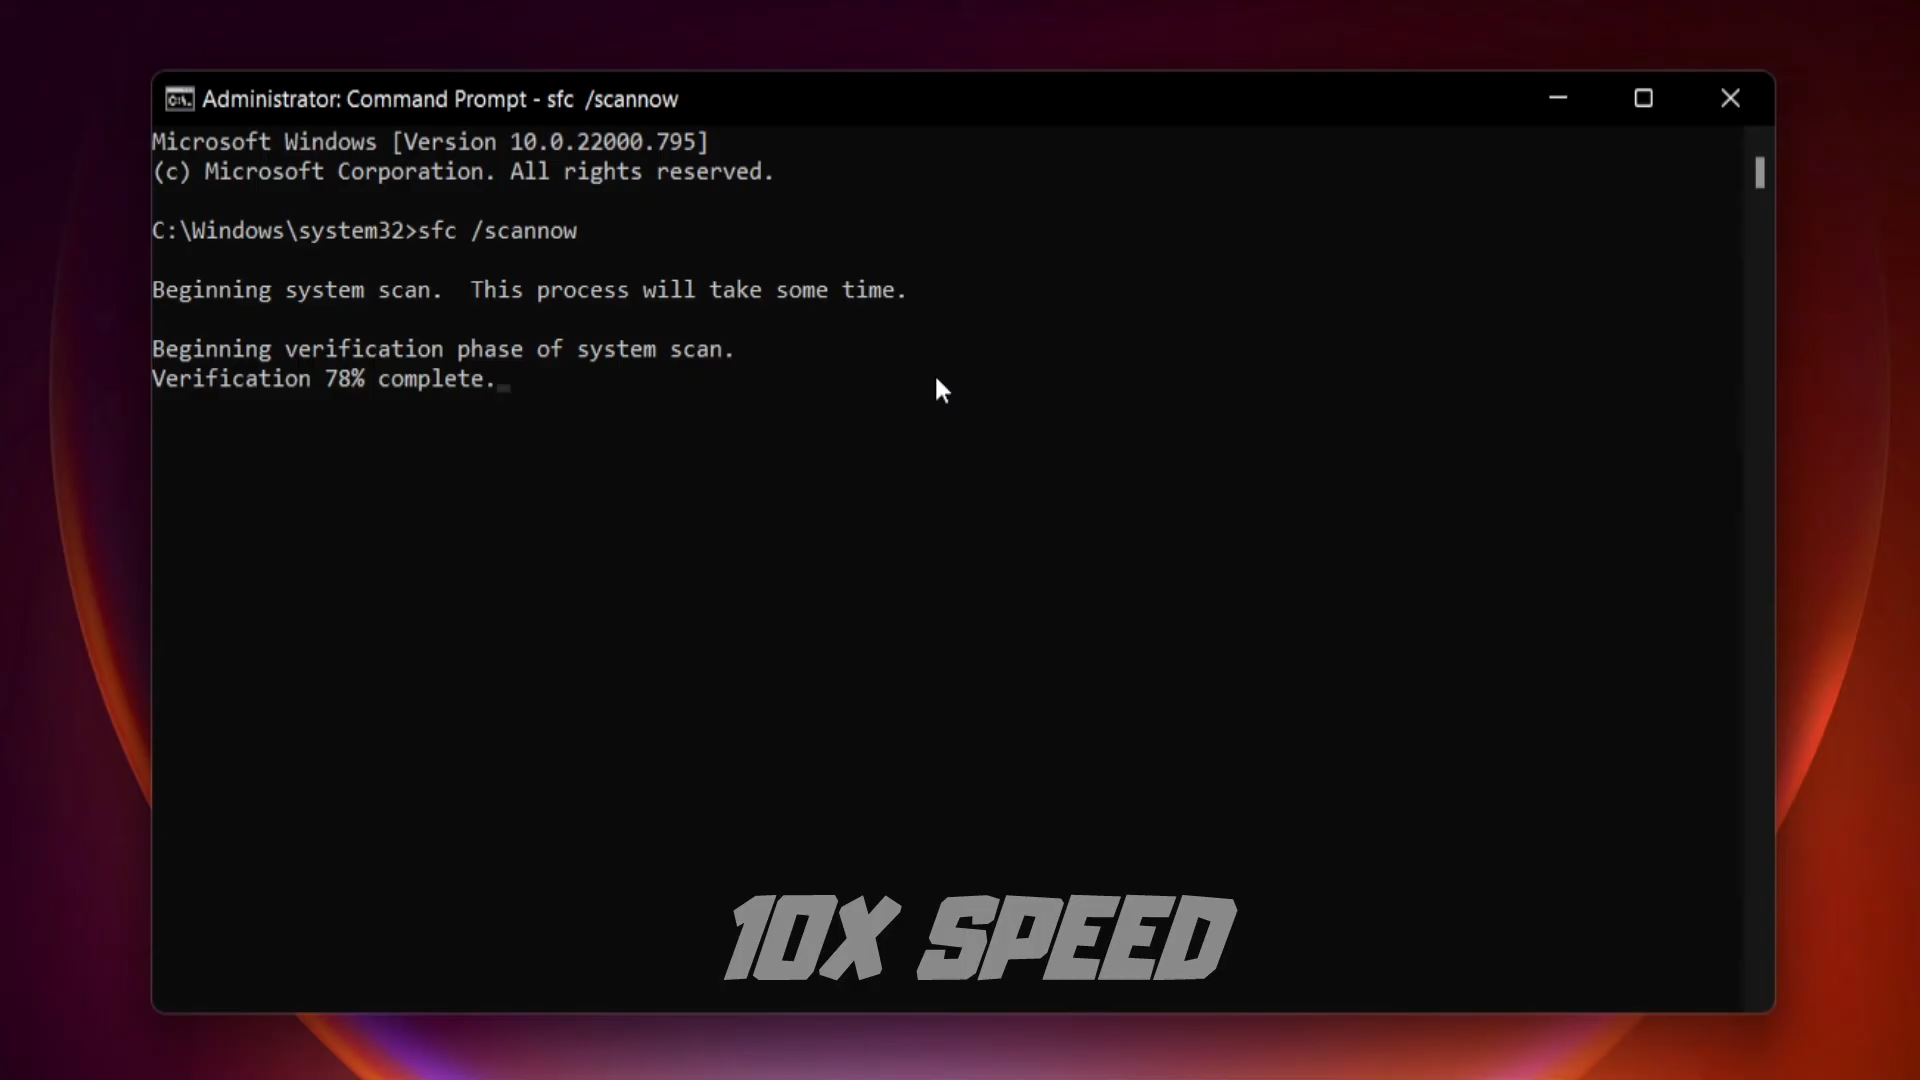 Administrator: Command Prompt - sfc  /scannow
Microsoft Windows [Version 10.0.22000.795]
(c) Microsoft Corporation. All rights reserved.
C:\Windows\system32>sfc /scannow
Beginning system scan.  This process will take some time.
Beginning verification phase of system scan.
Verification 78% complete.
10X SPEED